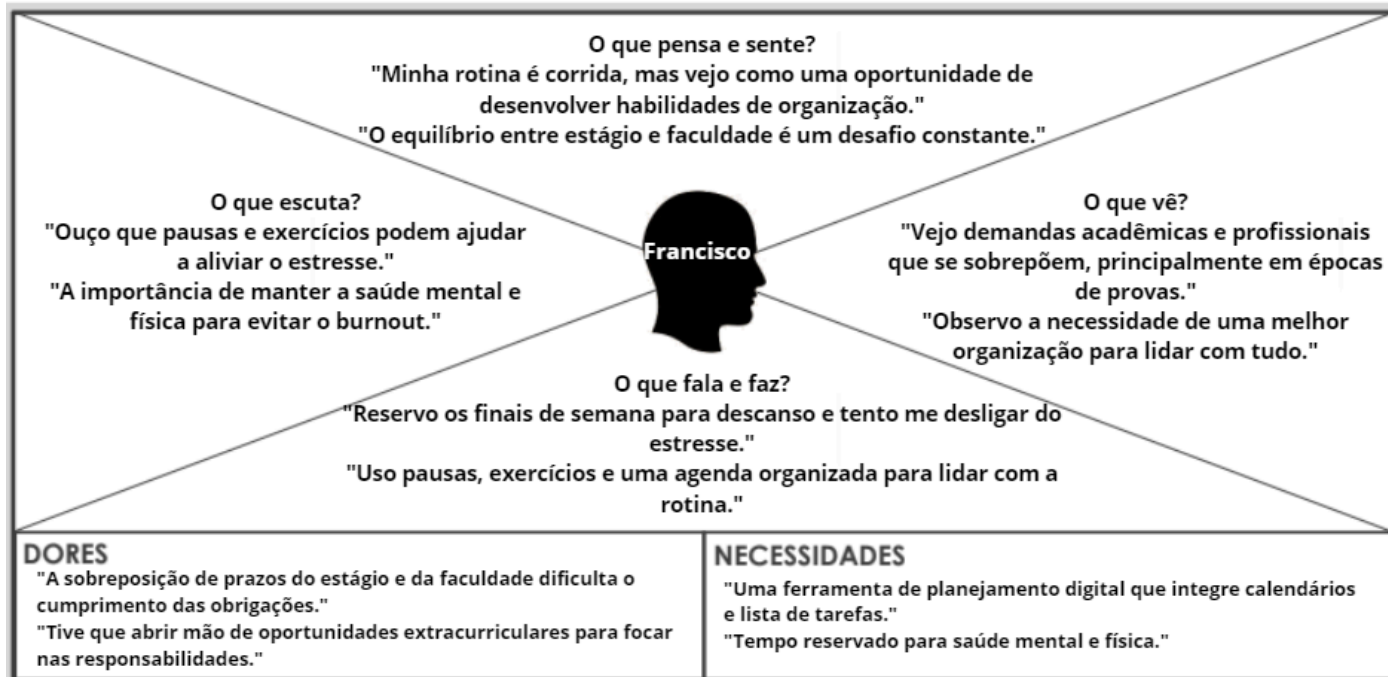 O que pensa e sente?
"Minha rotina é corrida, mas vejo como uma oportunidade de
desenvolver habilidades de organização."
"O equilíbrio entre estágio e faculdade é um desafio constante."
O que escuta?
"Ouço que pausas e exercícios podem ajudar
a aliviar o estresse."
"A importância de manter a saúde mental e
física para evitar o burnout."
Francisco
O que vê?
"Vejo demandas acadêmicas e profissionais
que se sobrepõem, principalmente em épocas
de provas."
"Observo a necessidade de uma melhor
organização para lidar com tudo."
O que fala e faz?
"Reservo os finais de semana para descanso e tento me desligar do
estresse."
"Uso pausas, exercícios e uma agenda organizada para lidar com a
rotina."
DORES
"A sobreposição de prazos do estágio e da faculdade dificulta o
cumprimento das obrigações."
"Tive que abrir mão de oportunidades extracurriculares para focar
nas responsabilidades."
NECESSIDADES
"Uma ferramenta de planejamento digital que integre calendários
e lista de tarefas."
"Tempo reservado para saúde mental e física."